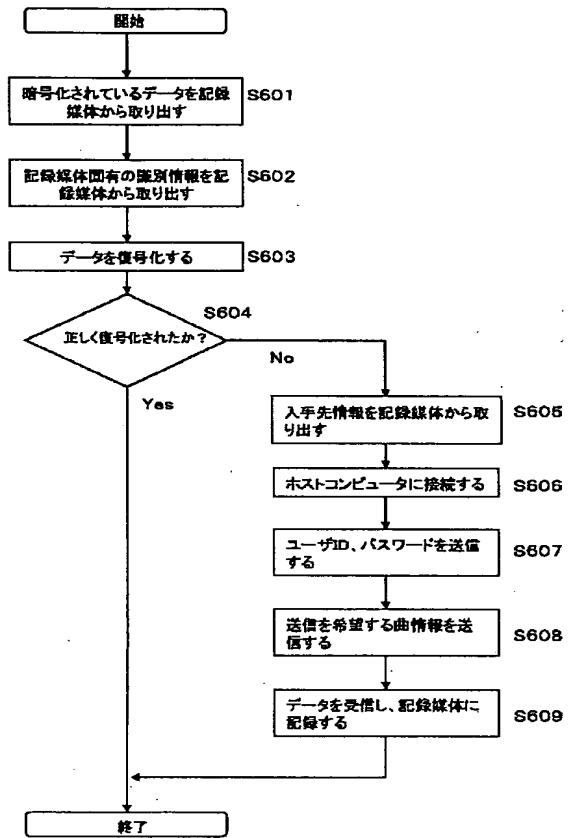 開始
暗号化されているデータを記録
媒体から取り出す
S601
記録媒体固有の識別情報を記
録媒体から取り出す
S602
データを復号化する
S603
S604
正しく復号化されたか？
No
Yes
入手先情報を記録媒体から取
り出す
S605
ホストコンピュータに接続する
S606
ユーザID、パスワードを送信
する
S607
送信を希望する曲情報を送
信する
S608
データを受信し、記録媒体に
記録する
S609
終了